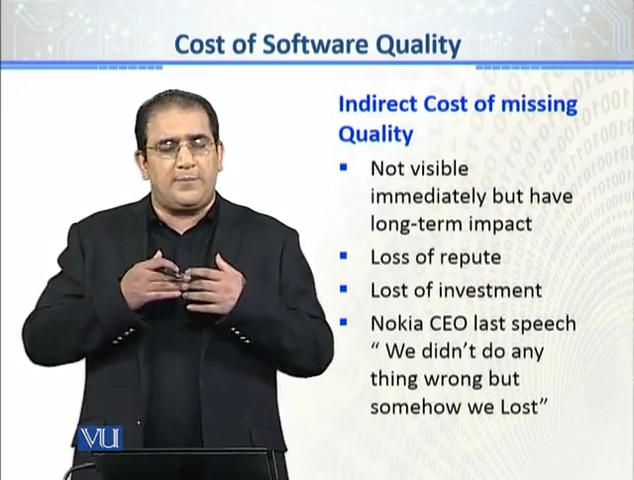 Cost of Software Quality
Indirect Cost of missing
Quality
Not visible
immediately but have
long-term impact
Loss of repute
Lost of investment
Nokia CEO last speech
“ We didn't do any
thing wrong but
somehow we Lost”
VU